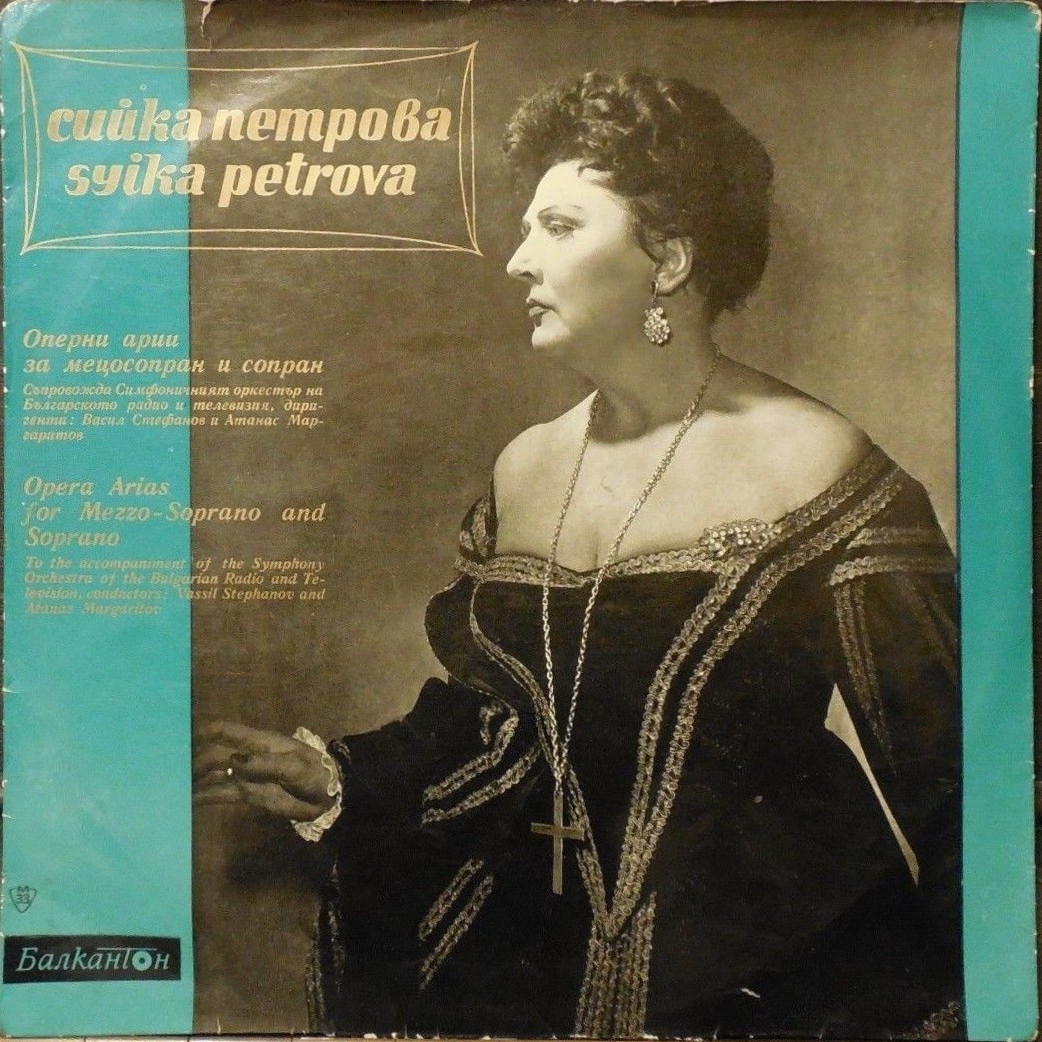 сийка петрова
syika petrova
Оперни арии
за мецосопран и сопран
Съпровожда Симфоничният оркестър на
Българското радио и телевизия, дири-
генти: Васил Стефанов и Атанас Мар-
гаритов
Opera Arias
for Mezzo-Soprano and
Soprano
To the accompaniment of the Symphony
Orchestra of the Bulgarian Radio and Te-
levision, conductors: Vassil Stephanov and
Atanas Margaritov
M
33
Балкантон